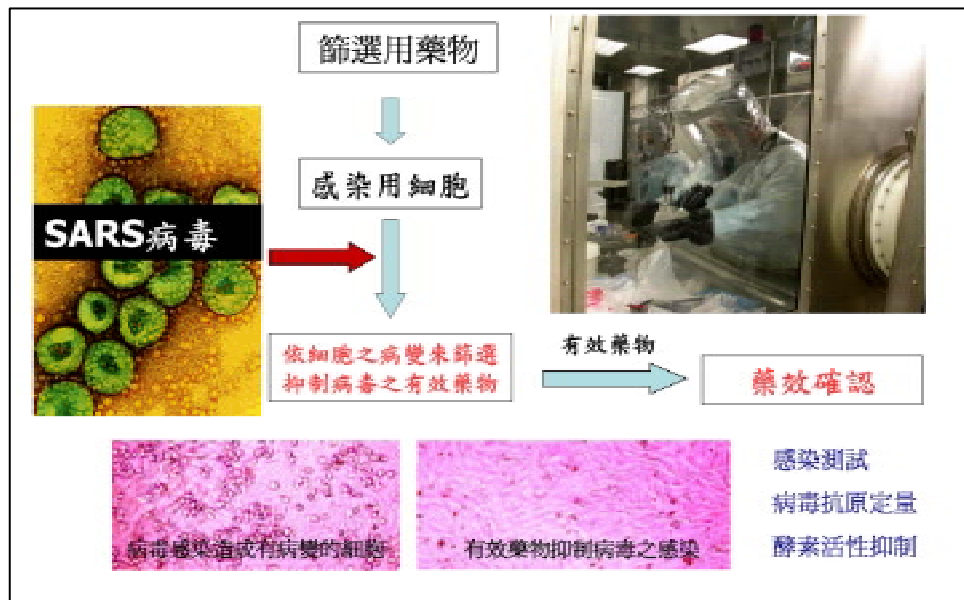 篩選用藥物
感染用細胞
SARS病毒
依細胞之病變來篩選
抑制病毒之有效藥物
有效藥物
藥效確認
病毒感染造成有病變的細胞
有效藥物抑制病毒之感染
感染測試
病毒抗原定量
酵素活性抑制